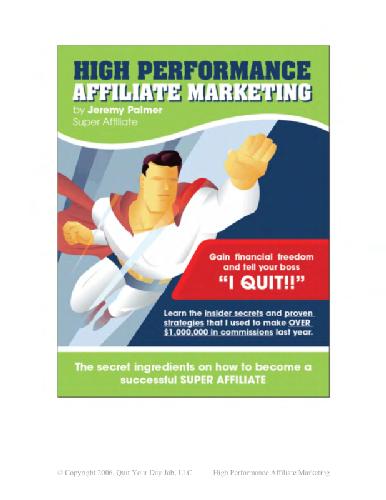 HIGH PERFORMANCE
AFFILIATE MARKETING
by Jeremy Palmer
Super Affiliate
Gain financial freedom
and tell your boss
“I QUIT!!”
Learn the insider secrets and proven
strategies that I used to make OVER
$1,000,000 in commissions last year.
The secret ingredients on how to become a
successful SUPER AFFILIATE
© Copyright 2006, Quit Your Day Job, LLC High Performance Affiliate Marketing